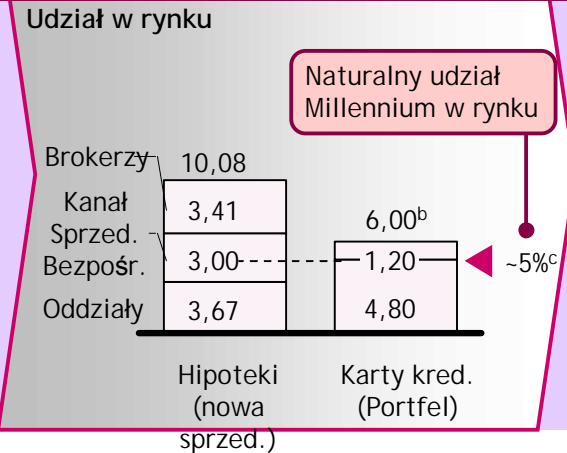 Udział w rynku
Naturalny udział
Millennium w rynku
Brokerzy
10,08
3,41
Kanał
Sprzed.
Bezpośr.
3,00
6,00ᵇ
1,20
~5%ᶜ
Oddziały
3,67
4,80
Hipoteki
(nowa
sprzed.)
Karty kred.
(Portfel)